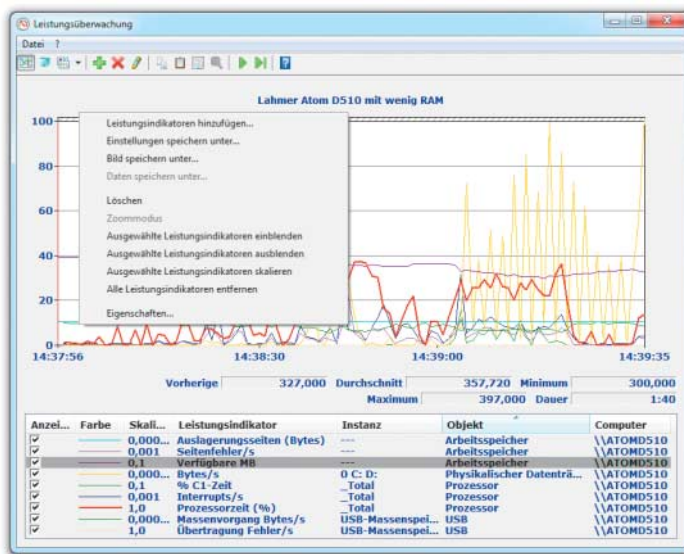 Leistungsüberwachung
Datei ?
Lahmer Atom D510 mit wenig RAM
100
80
60
40
20
0
Leistungsindikatoren hinzufügen...
Einstellungen speichern unter...
Bild speichern unter...
Daten speichern unter...
Löschen
Zoommodus
Ausgewählte Leistungsindikatoren einblenden
Ausgewählte Leistungsindikatoren ausblenden
Ausgewählte Leistungsindikatoren skalieren
Alle Leistungsindikatoren entfernen
Eigenschaften...
14:37:56 14:38:30 14:39:00 14:39:35
Vorherige 327,000 Durchschnitt 357,720 Minimum 300,000
Maximum 397,000 Dauer 1:40
Anzei... Farbe Skali... Leistungsindikator Instanz Objekt Computer
0,000... Auslagerungsseiten (Bytes) --- Arbeitsspeicher \\ATOMD510
0,001 Seitenfehler/s --- Arbeitsspeicher \\ATOMD510
0,1 Verfügbare MB --- Arbeitsspeicher \\ATOMD510
0,000... Bytes/s 0 C: D: Physikalischer Datenträ... \\ATOMD510
0,1 % C1-Zeit _Total Prozessor \\ATOMD510
0,001 Interrupts/s _Total Prozessor \\ATOMD510
1,0 Prozessorzeit (%) _Total Prozessor \\ATOMD510
0,000... Massenvorgang Bytes/s USB-Massenspei... USB \\ATOMD510
1,0 Übertragung Fehler/s USB-Massenspei... USB \\ATOMD510